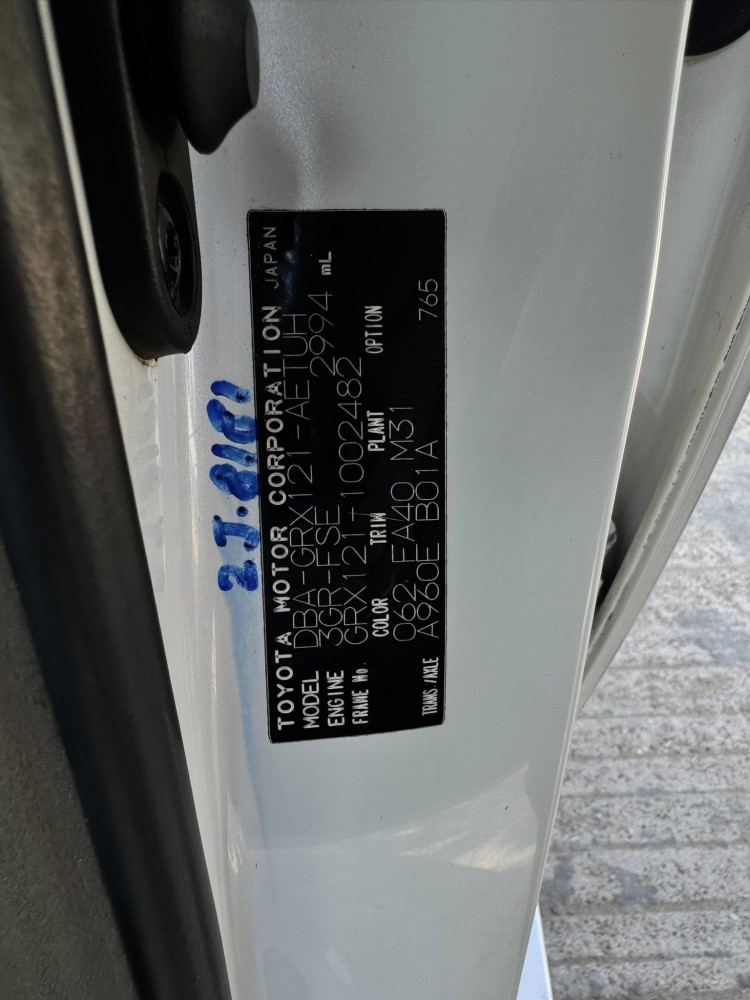 TOYOTA MOTOR CORPORATION JAPAN
MODEL DBA-GRX121-AETUH
ENGINE 3GR-FSE 2994 mL
FRAME No. GRX121-1002482
COLOR TRIM PLANT OPTION
062 FA40 M31
TRANS/AXLE A960E B01A 765